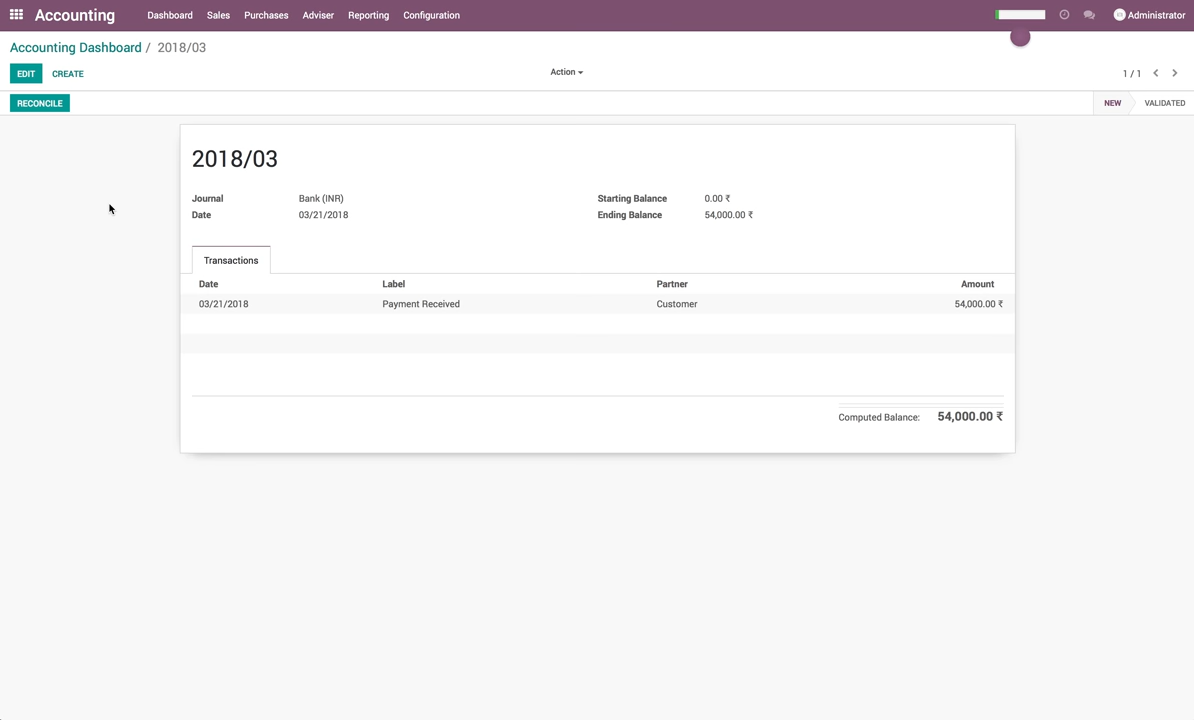 Accounting Dashboard Sales Purchases Adviser Reporting Configuration Administrator
Accounting Dashboard / 2018/03
EDIT CREATE Action 1 / 1
RECONCILE NEW VALIDATED
2018/03
Journal Bank (INR) Starting Balance 0.00 ₹
Date 03/21/2018 Ending Balance 54,000.00 ₹
Transactions
Date Label Partner Amount
03/21/2018 Payment Received Customer 54,000.00 ₹
Computed Balance: 54,000.00 ₹